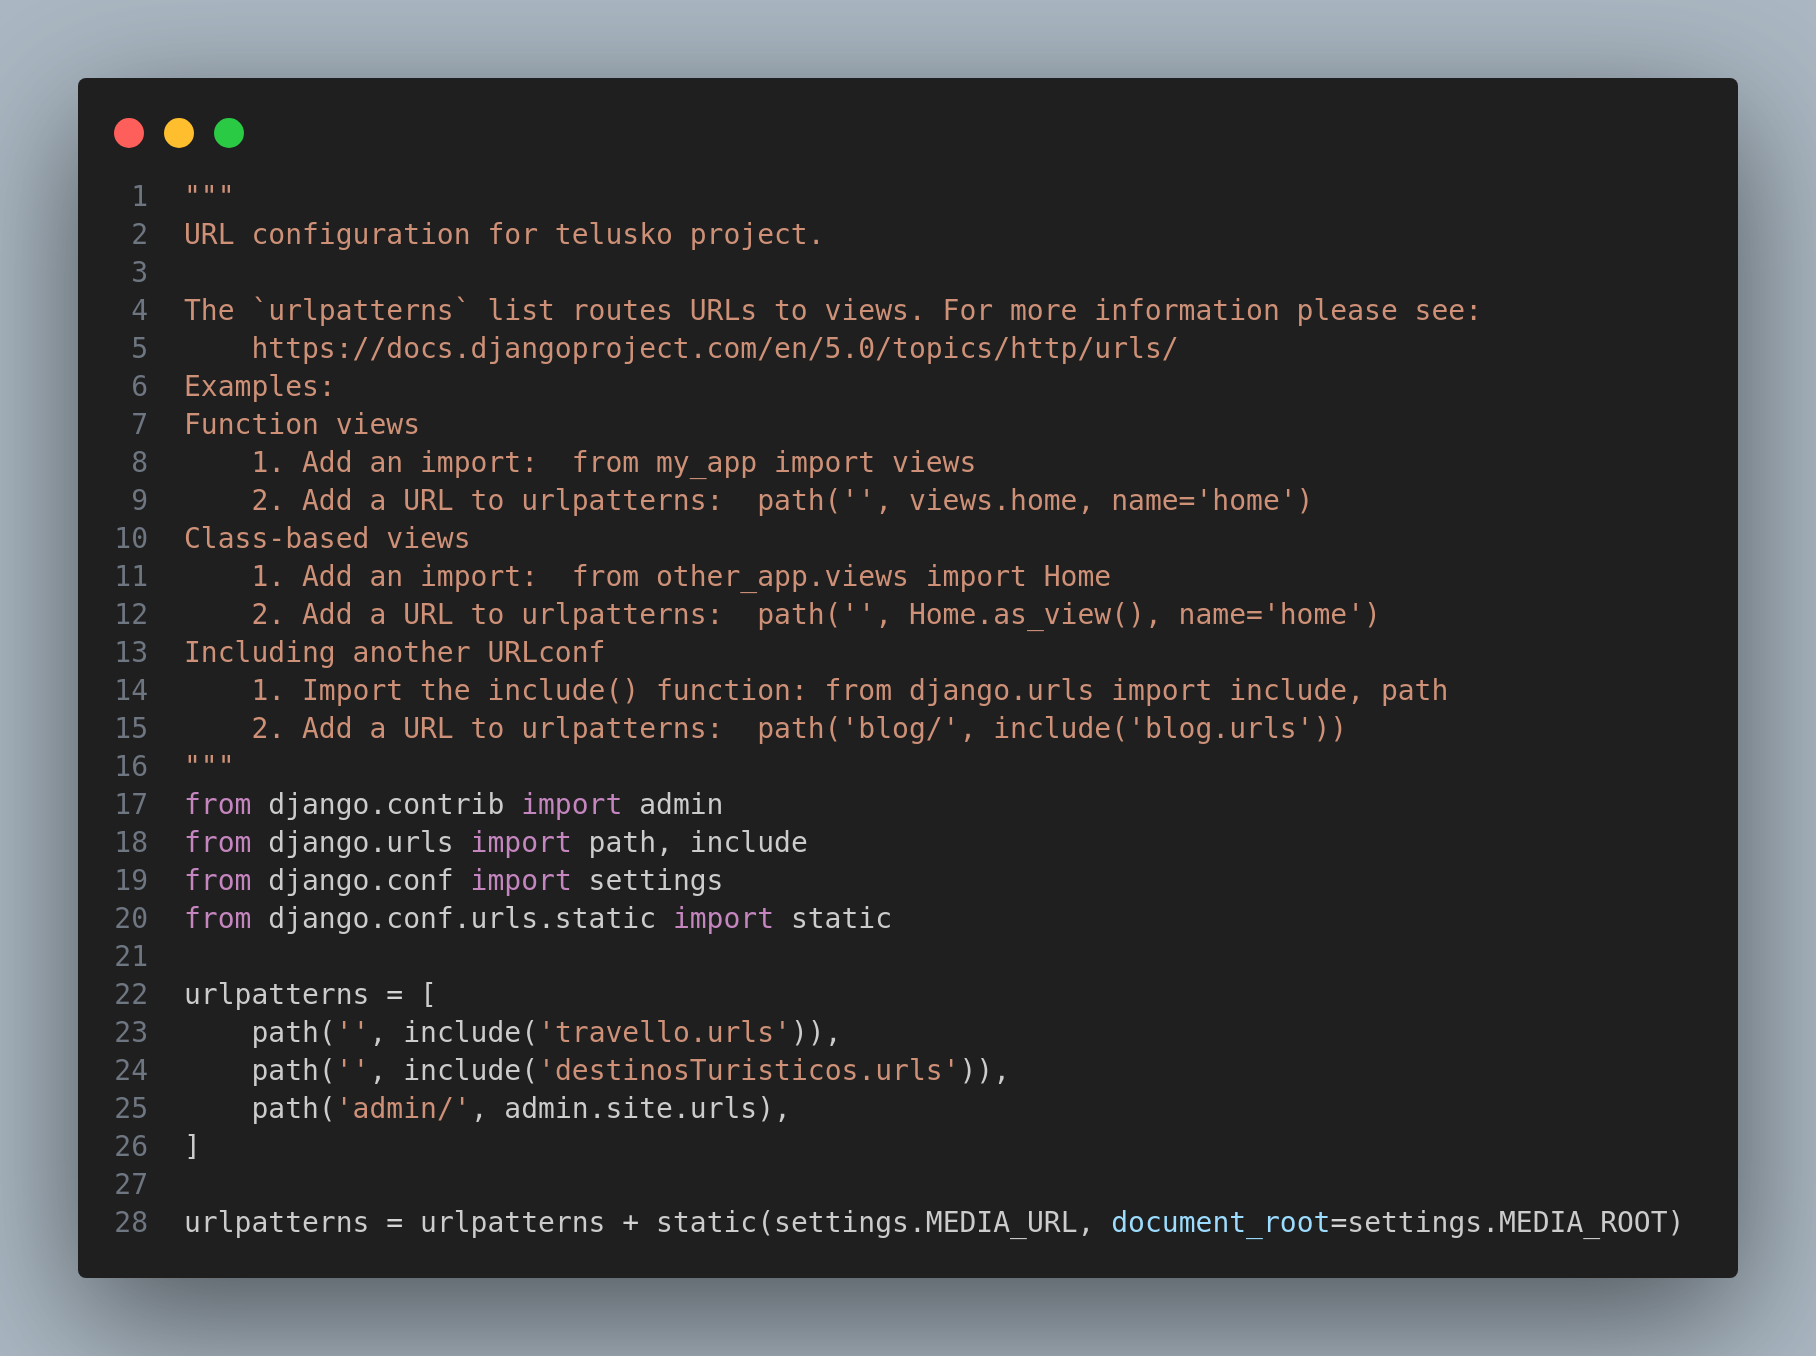 1 """
2 URL configuration for telusko project.
3
4 The `urlpatterns` list routes URLs to views. For more information please see:
5     https://docs.djangoproject.com/en/5.0/topics/http/urls/
6 Examples:
7 Function views
8     1. Add an import:  from my_app import views
9     2. Add a URL to urlpatterns:  path('', views.home, name='home')
10 Class-based views
11     1. Add an import:  from other_app.views import Home
12     2. Add a URL to urlpatterns:  path('', Home.as_view(), name='home')
13 Including another URLconf
14     1. Import the include() function: from django.urls import include, path
15     2. Add a URL to urlpatterns:  path('blog/', include('blog.urls'))
16 """
17 from django.contrib import admin
18 from django.urls import path, include
19 from django.conf import settings
20 from django.conf.urls.static import static
21
22 urlpatterns = [
23     path('', include('travello.urls')),
24     path('', include('destinosTuristicos.urls')),
25     path('admin/', admin.site.urls),
26 ]
27
28 urlpatterns = urlpatterns + static(settings.MEDIA_URL, document_root=settings.MEDIA_ROOT)